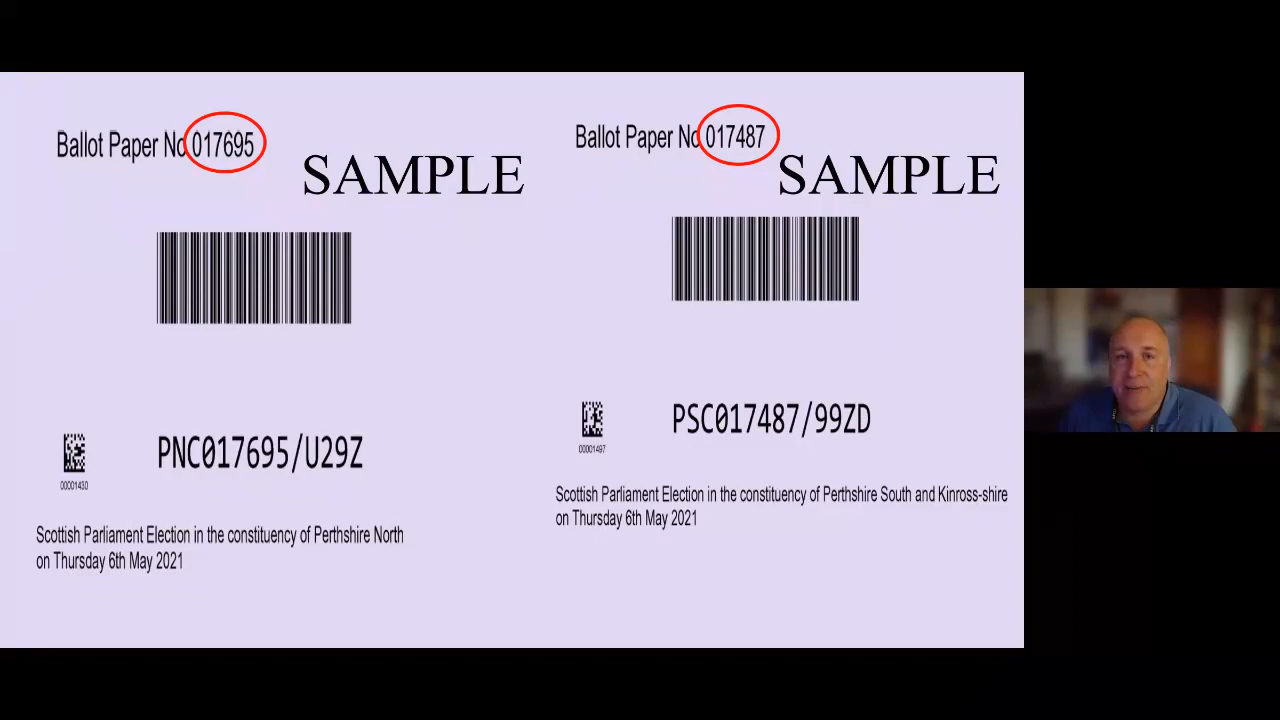 Ballot Paper No 017695
SAMPLE
PNC017695/U29Z
00001430
Scottish Parliament Election in the constituency of Perthshire North
on Thursday 6th May 2021
Ballot Paper No 017487
SAMPLE
PSC017487/99ZD
00001497
Scottish Parliament Election in the constituency of Perthshire South and Kinross-shire
on Thursday 6th May 2021